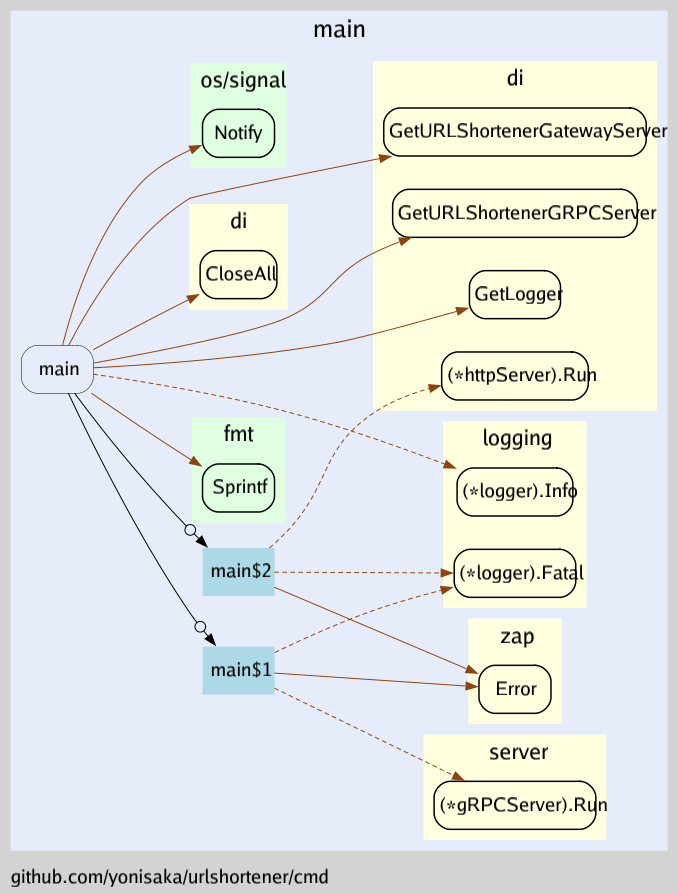 main
os/signal
Notify
di
GetURLShortenerGatewayServer
GetURLShortenerGRPCServer
GetLogger
(*httpServer).Run
di
CloseAll
main
fmt
Sprintf
logging
(*logger).Info
(*logger).Fatal
main$2
main$1
zap
Error
server
(*gRPCServer).Run
github.com/yonisaka/urlshortener/cmd